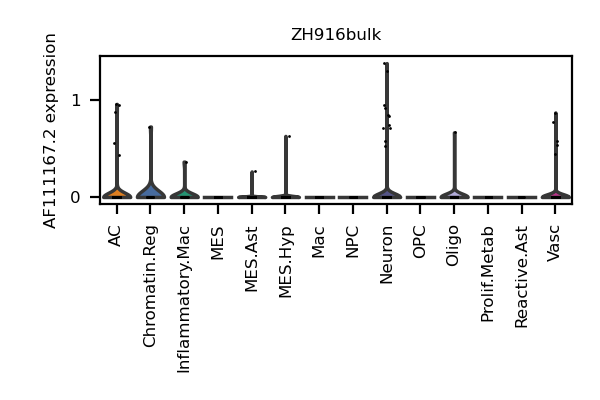 ZH916bulk
AF111167.2 expression
1
0
AC
Chromatin.Reg
Inflammatory.Mac
MES
MES.Ast
MES.Hyp
Mac
NPC
Neuron
OPC
Oligo
Prolif.Metab
Reactive.Ast
Vasc